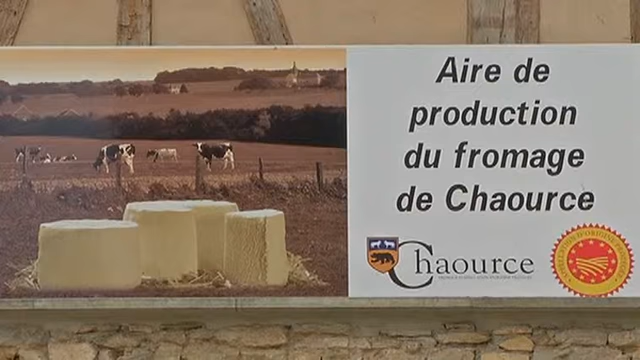 Aire de
production
du fromage
de Chaource
Chaource